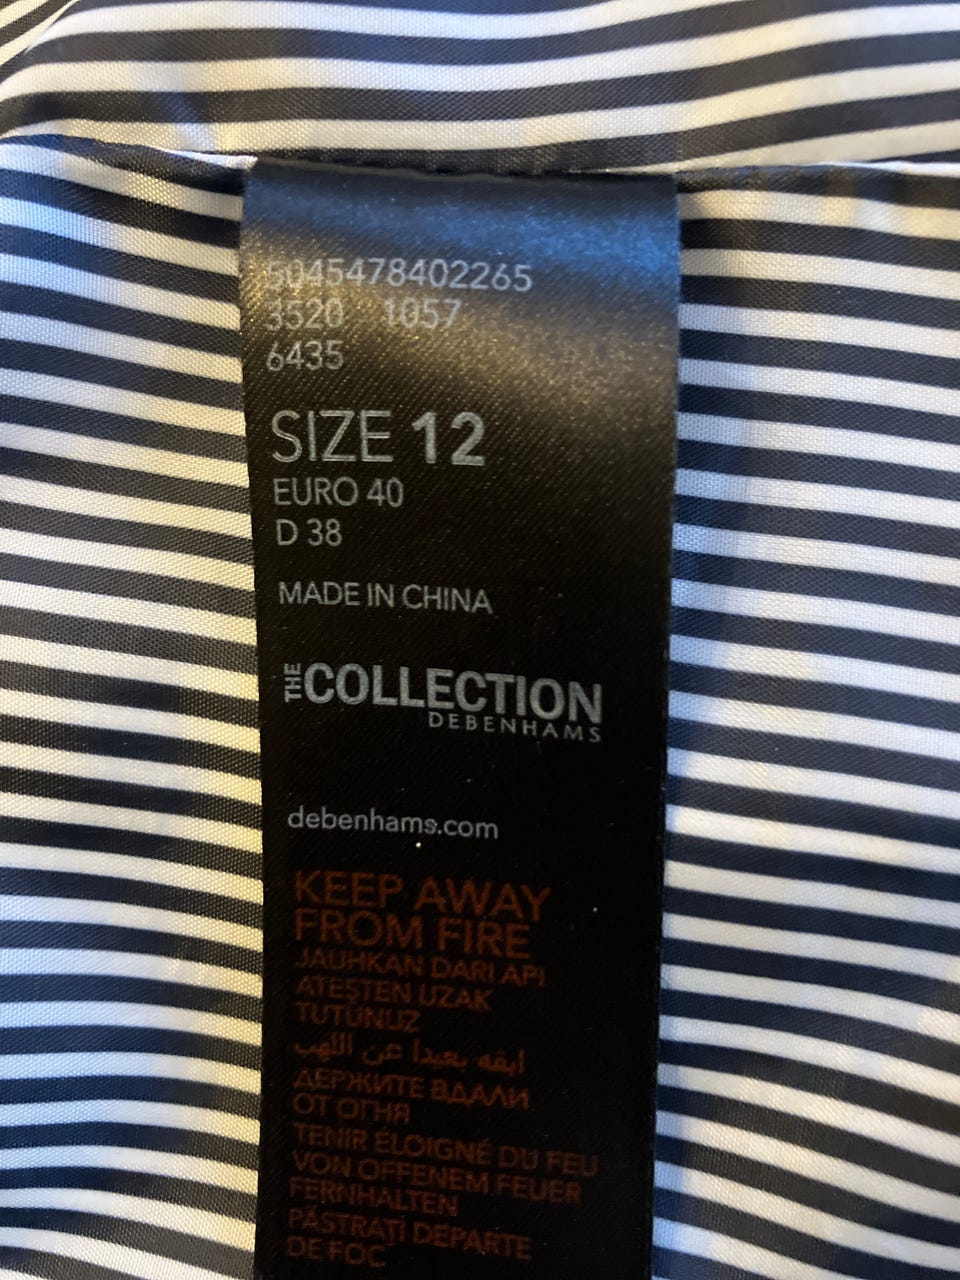 5045478402265
3520 1057
6435
SIZE 12
EURO 40
D 38
MADE IN CHINA
THE COLLECTION
DEBENHAMS
debenhams.com
KEEP AWAY
FROM FIRE
JAUHKAN DARI API
ATEŞTEN UZAK
TUTUNUZ
ابقه بعيدا عن اللهب
ДЕРЖИТЕ ВДАЛИ
ОТ ОГНЯ
TENIR ÉLOIGNÉ DU FEU
VON OFFENEM FEUER
FERNHALTEN
PĂSTRAȚI DEPARTE
DE FOC